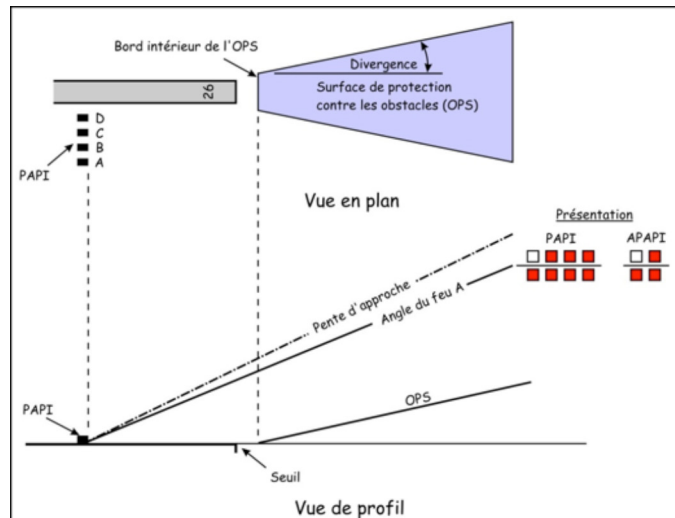 Bord intérieur de l'OPS
Divergence
26
Surface de protection
contre les obstacles (OPS)
D
C
B
A
PAPI
Vue en plan
Présentation
PAPI
APAPI
Pente d'approche
Angle du feu A
PAPI
OPS
Seuil
Vue de profil